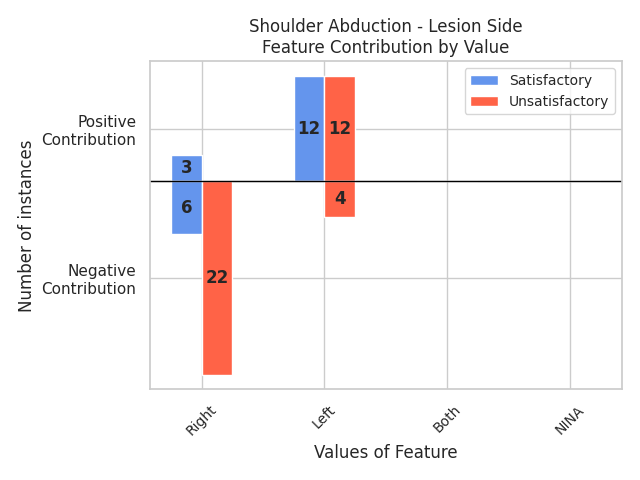 Shoulder Abduction - Lesion Side
Feature Contribution by Value
Satisfactory
Unsatisfactory
Positive
Contribution
Negative
Contribution
Number of instances
3
6
22
12
12
4
Right
Left
Both
NINA
Values of Feature